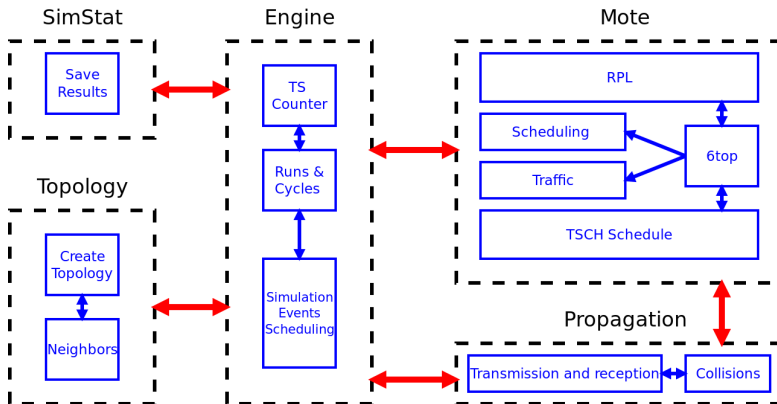 SimStat
Save
Results
Topology
Create
Topology
Neighbors
Engine
TS
Counter
Runs &
Cycles
Simulation
Events
Scheduling
Mote
RPL
Scheduling
6top
Traffic
TSCH Schedule
Propagation
Transmission and reception
Collisions